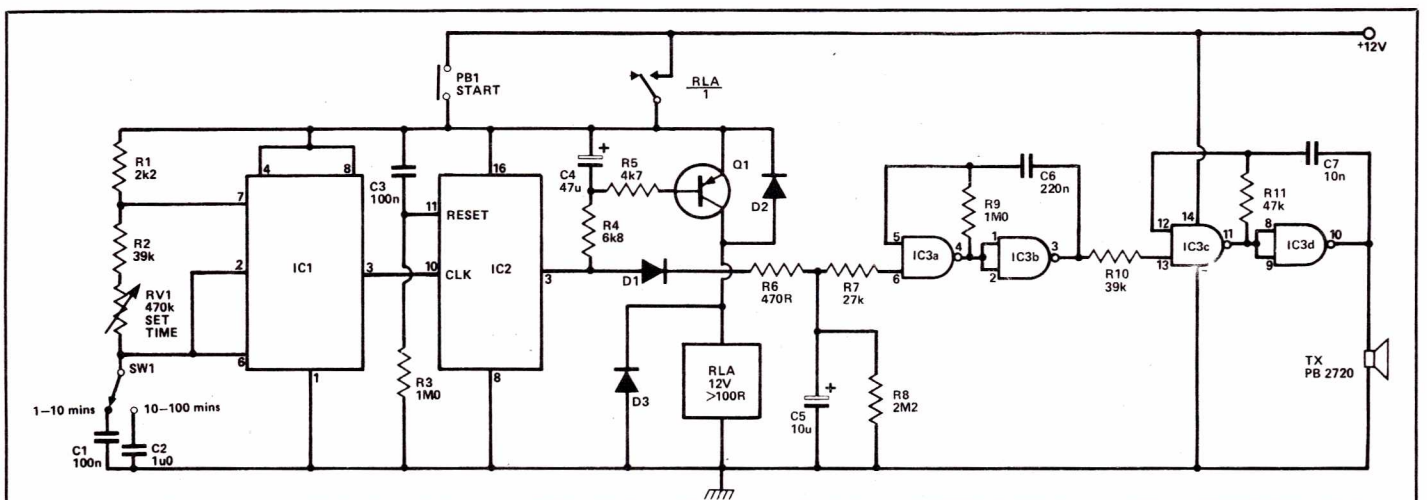 +12V
PB1
START
RLA
1
R1
2k2
4
8
C3
100n
16
C4
47u
+
R5
4k7
Q1
D2
7
11
RESET
R4
6k8
R2
39k
IC1
2
3
10
CLK
IC2
3
D1
R6
470R
R7
27k
5
6
IC3a
4
R9
1M0
C6
220n
1
2
IC3b
3
R10
39k
12
13
14
IC3c
11
R11
47k
C7
10n
8
9
IC3d
10
RV1
470k
SET
TIME
6
1
R3
1M0
8
D3
RLA
12V
>100R
+
C5
10u
R8
2M2
TX
PB 2720
SW1
1–10 mins
10–100 mins
C1
100n
C2
1u0